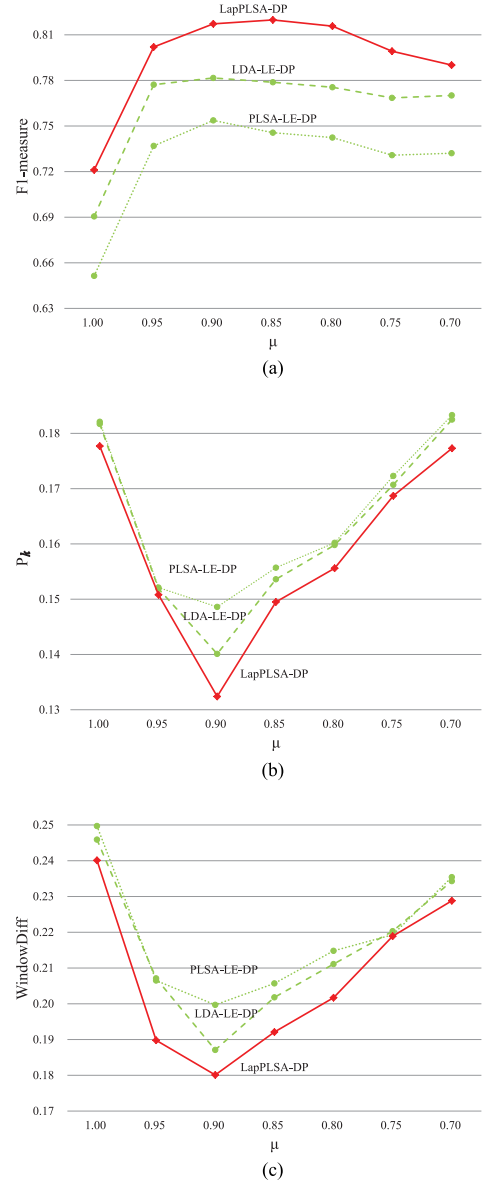 LapPLSA-DP
0.81
LDA-LE-DP
0.78
PLSA-LE-DP
0.75
0.72
0.69
0.66
0.63
F1-measure
1.00 0.95 0.90 0.85 0.80 0.75 0.70
μ
(a)
0.18
0.17
0.16
PLSA-LE-DP
0.15
LDA-LE-DP
0.14
LapPLSA-DP
0.13
Pk
1.00 0.95 0.90 0.85 0.80 0.75 0.70
μ
(b)
0.25
0.24
0.23
0.22
0.21
PLSA-LE-DP
0.20
LDA-LE-DP
0.19
0.18
LapPLSA-DP
0.17
WindowDiff
1.00 0.95 0.90 0.85 0.80 0.75 0.70
μ
(c)